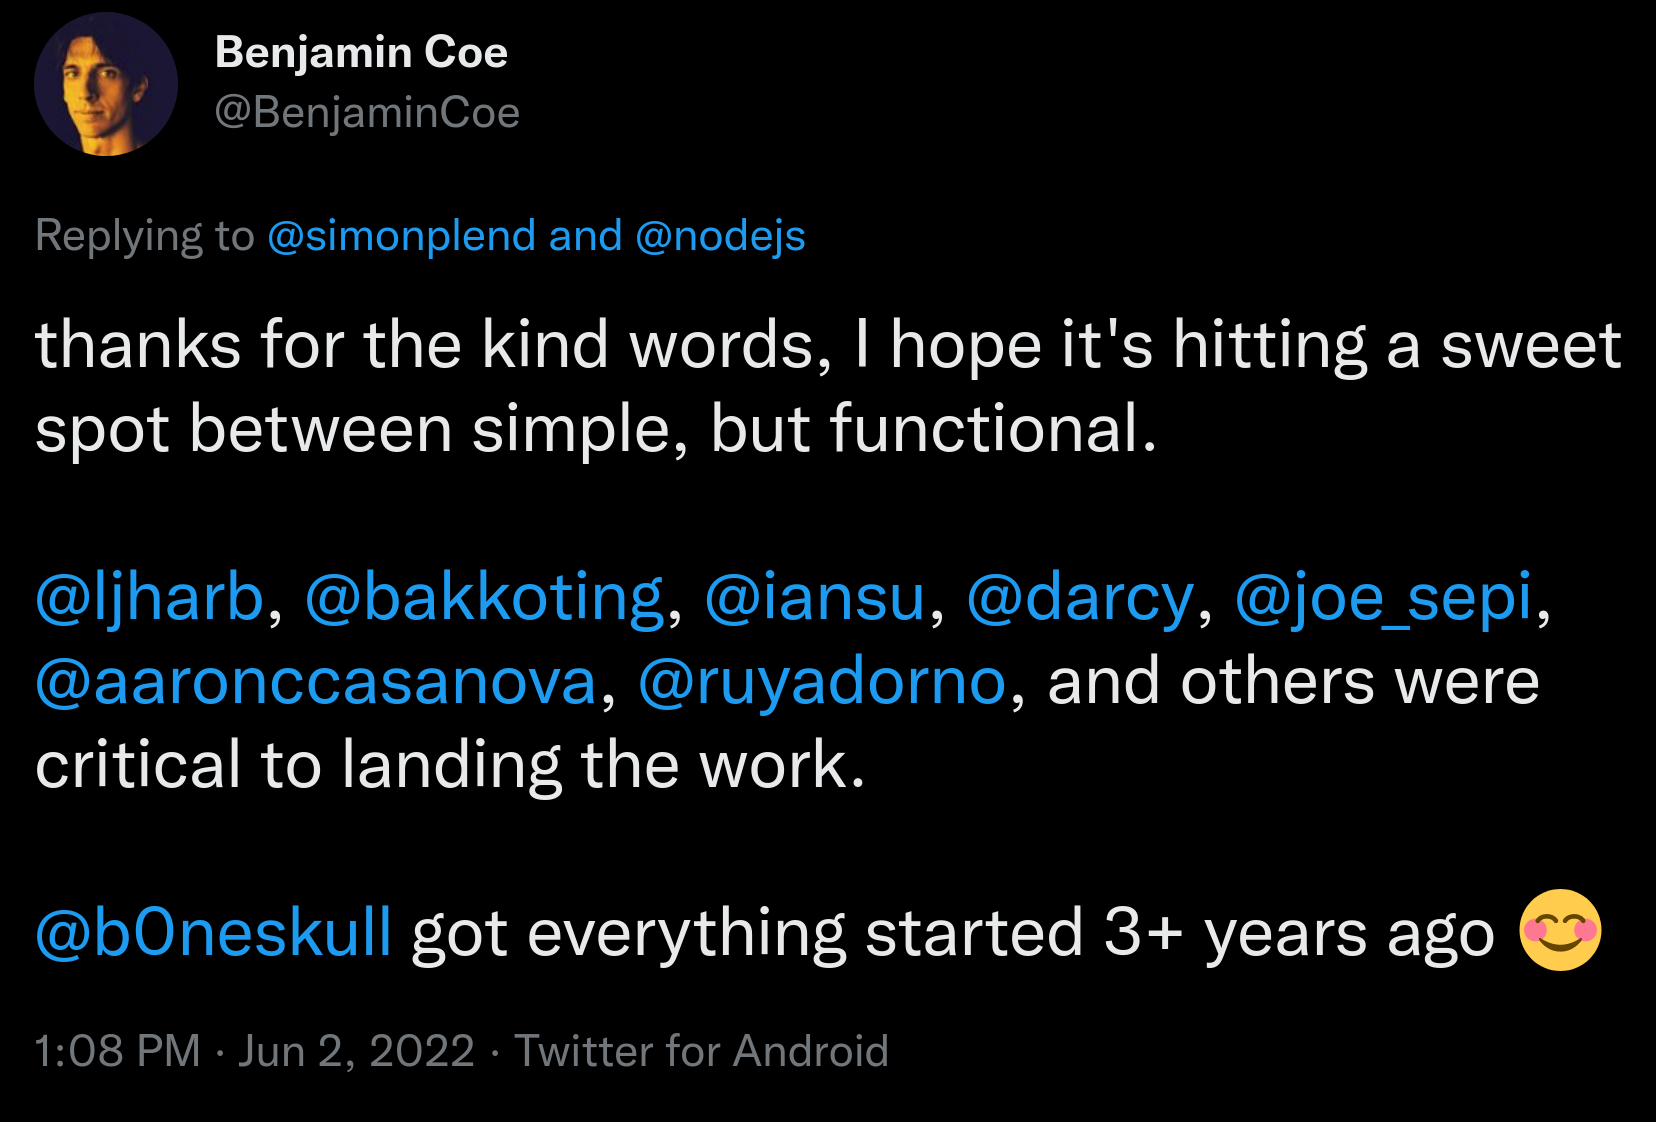 Benjamin Coe
@BenjaminCoe
Replying to @simonplend and @nodejs
thanks for the kind words, I hope it's hitting a sweet
spot between simple, but functional.
@ljharb, @bakkoting, @iansu, @darcy, @joe_sepi,
@aaronccasanova, @ruyadorno, and others were
critical to landing the work.
@b0neskull got everything started 3+ years ago 😊
1:08 PM · Jun 2, 2022 · Twitter for Android